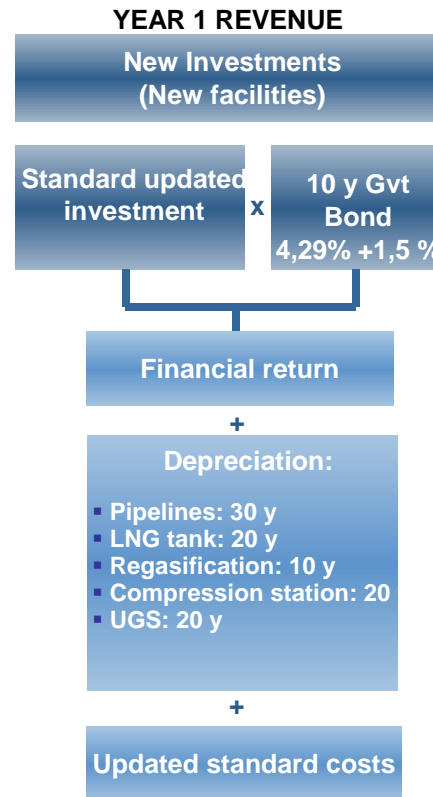 YEAR 1 REVENUE
New Investments
(New facilities)
Standard updated
investment
x
10 y Gvt
Bond
4,29% +1,5 %
Financial return
+
Depreciation:
▪ Pipelines: 30 y
▪ LNG tank: 20 y
▪ Regasification: 10 y
▪ Compression station: 20
▪ UGS: 20 y
+
Updated standard costs